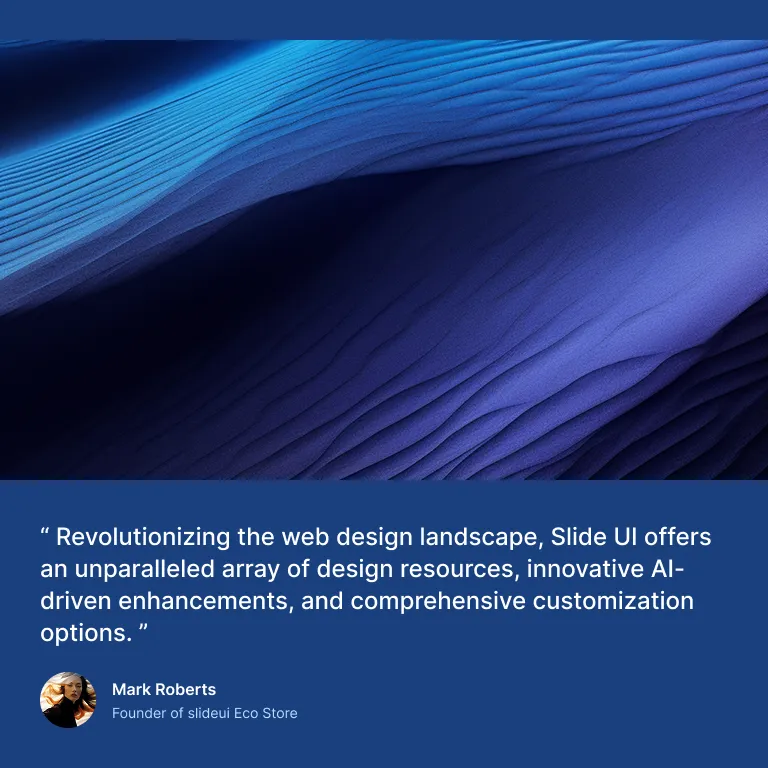 “ Revolutionizing the web design landscape, Slide UI offers
an unparalleled array of design resources, innovative AI-
driven enhancements, and comprehensive customization
options. ”
Mark Roberts
Founder of slideui Eco Store